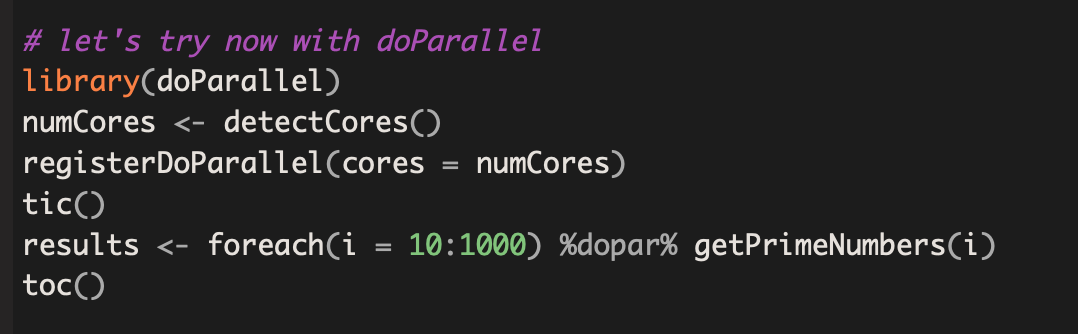 # let's try now with doParallel
library(doParallel)
numCores <- detectCores()
registerDoParallel(cores = numCores)
tic()
results <- foreach(i = 10:1000) %dopar% getPrimeNumbers(i)
toc()